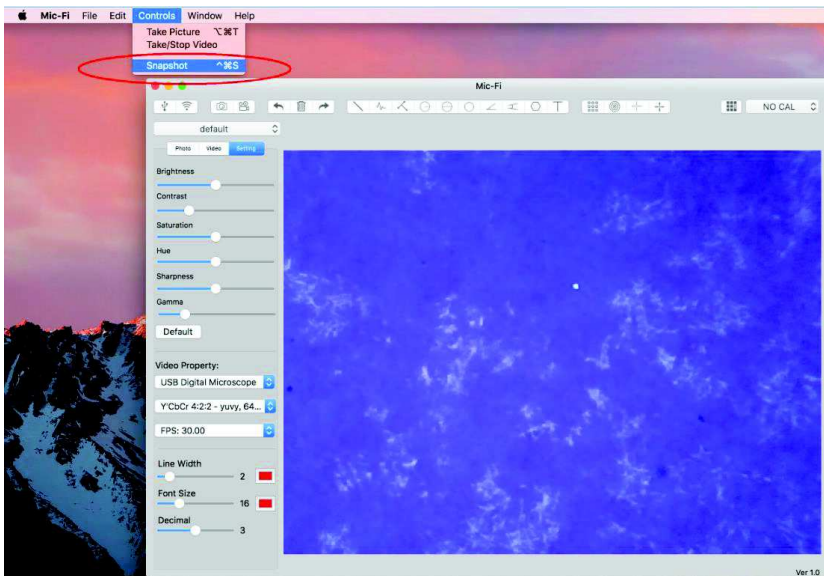 Mic-Fi File Edit Controls Window Help
Take Picture ⌥⌘T
Take/Stop Video
Snapshot ^⌘S
Mic-Fi
T
NO CAL
default
Photo Video Setting
Brightness
Contrast
Saturation
Hue
Sharpness
Gamma
Default
Video Property:
USB Digital Microscope
Y'CbCr 4:2:2 - yuvy, 64...
FPS: 30.00
Line Width
2
Font Size
16
Decimal
3
Ver 1.0